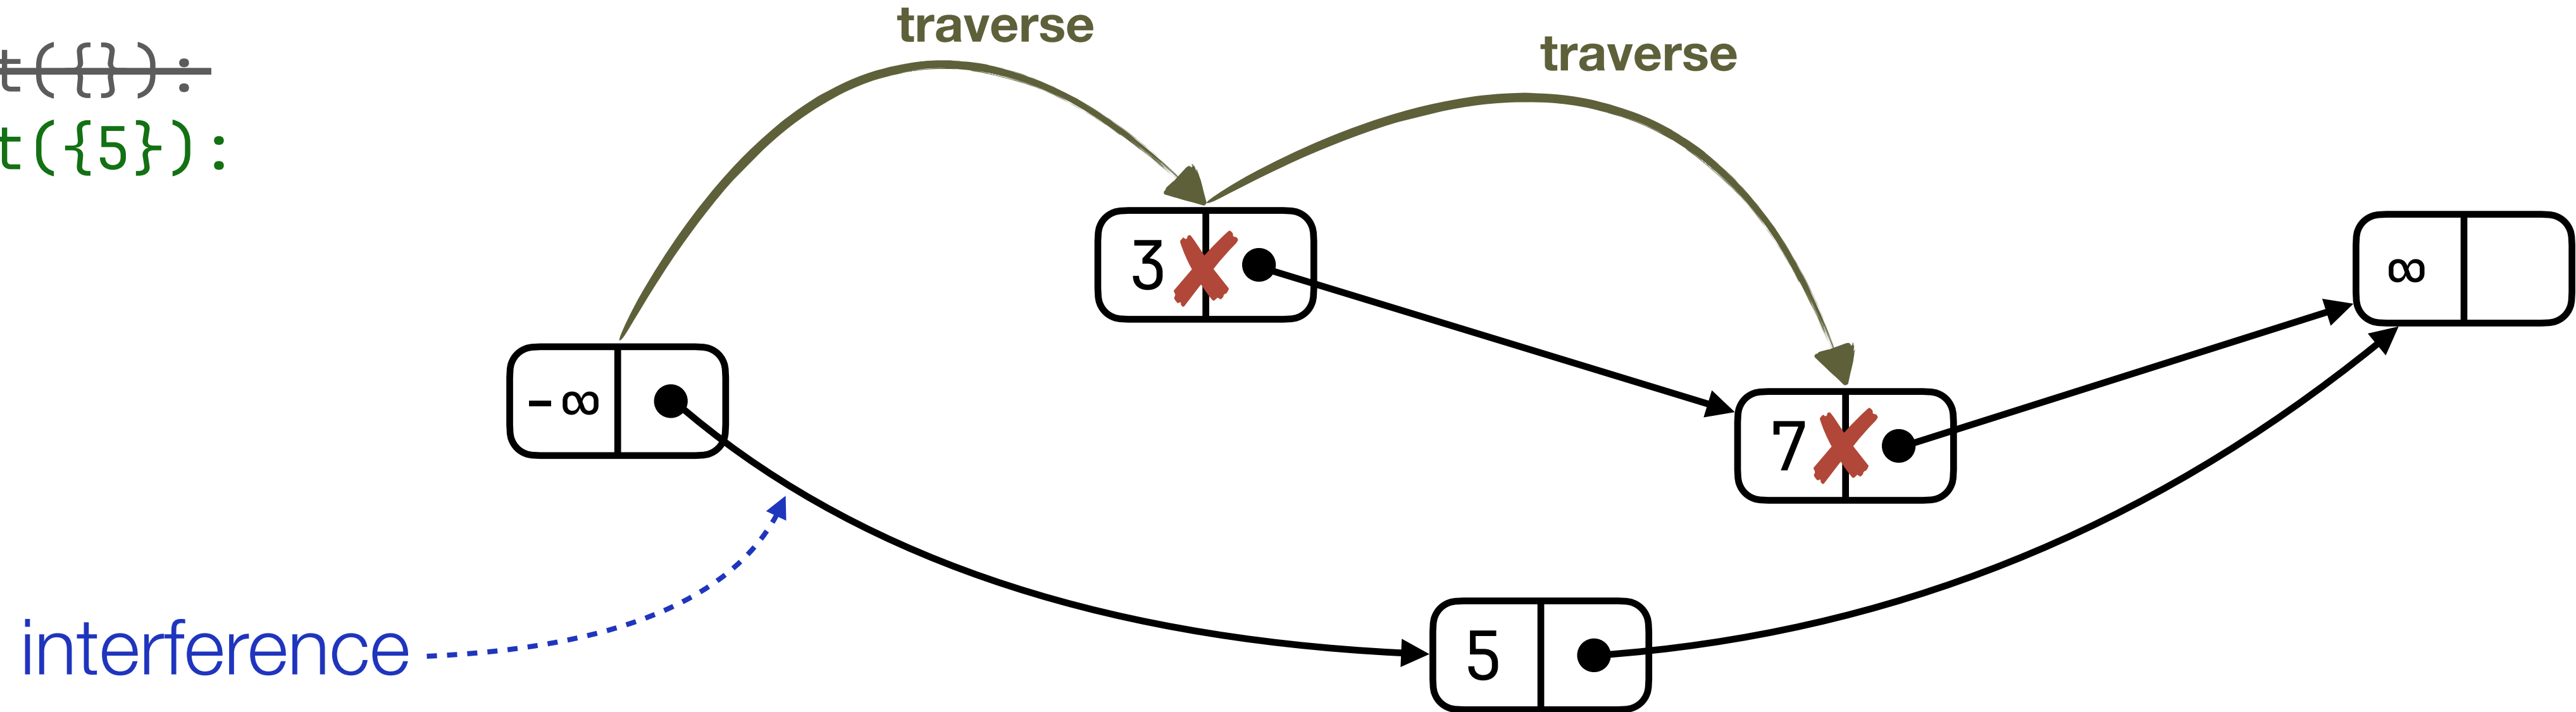 traverse
traverse
t({}):
t({5}):
3
∞
-∞
7
5
interference